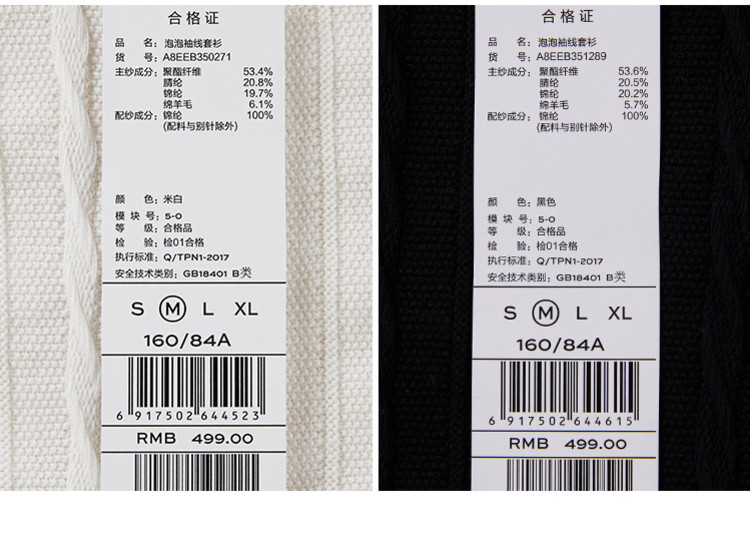 合格证
品 名：泡泡袖线套衫
货 号：A8EEB350271
主纱成分：聚酯纤维 53.4%
腈纶 20.8%
锦纶 19.7%
绵羊毛 6.1%
配纱成分：锦纶 100%
(配料与别针除外)
颜 色：米白
模 块 号：5-0
等 级：合格品
检 验：检01合格
执行标准：Q/TPN1-2017
安全技术类别：GB18401 B类
S M L XL
160/84A
6 917502 644523
RMB 499.00
合格证
品 名：泡泡袖线套衫
货 号：A8EEB351289
主纱成分：聚酯纤维 53.6%
腈纶 20.5%
锦纶 20.2%
绵羊毛 5.7%
配纱成分：锦纶 100%
(配料与别针除外)
颜 色：黑色
模 块 号：5-0
等 级：合格品
检 验：检01合格
执行标准：Q/TPN1-2017
安全技术类别：GB18401 B类
S M L XL
160/84A
6 917502 644615
RMB 499.00